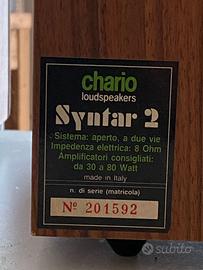 chario
loudspeakers
Syntar 2
Sistema: aperto, a due vie
Impedenza elettrica: 8 Ohm
Amplificatori consigliati:
da 30 a 80 Watt
made in Italy
n. di serie (matricola)
Nº 201592
subito